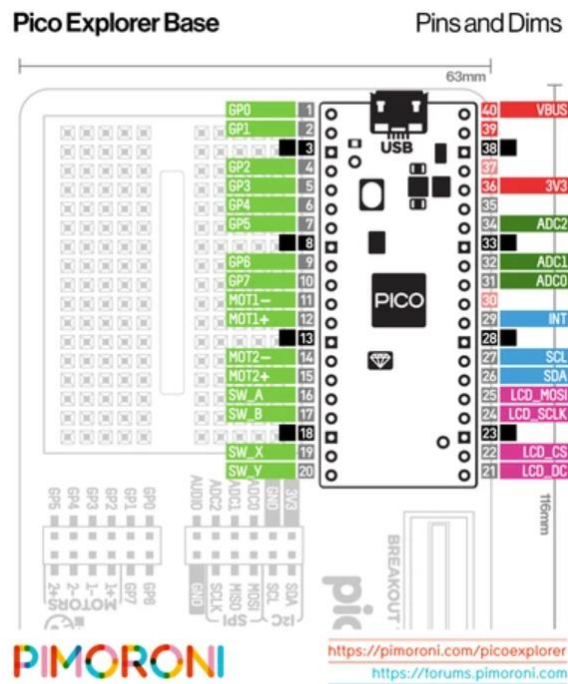 Pico Explorer Base
Pins and Dims
63mm
GP0 1
GP1 2
3
GP2 4
GP3 5
GP4 6
GP5 7
8
GP6 9
GP7 10
MOT1- 11
MOT1+ 12
13
MOT2- 14
MOT2+ 15
SW_A 16
SW_B 17
18
SW_X 19
SW_Y 20
USB
PICO
40 VBUS
39
38
37
36 3V3
35
34 ADC2
33
32 ADC1
31 ADC0
30
29 INT
28
27 SCL
26 SDA
25 LCD_MOSI
24 LCD_SCLK
23
22 LCD_CS
21 LCD_DC
116mm
GP5 GP4 GP3 GP2 GP1 GP0
2+ 2- 1- 1+ GP7 GP6
MOTORS
AUDIO ADC2 ADC1 ADC0 GND 3V3
GND SCLK MISO MOSI SCL SDA
SPI I2C
pic
BREAKOUT
PIMORONI
https://pimoroni.com/picoexplorer
https://forums.pimoroni.com